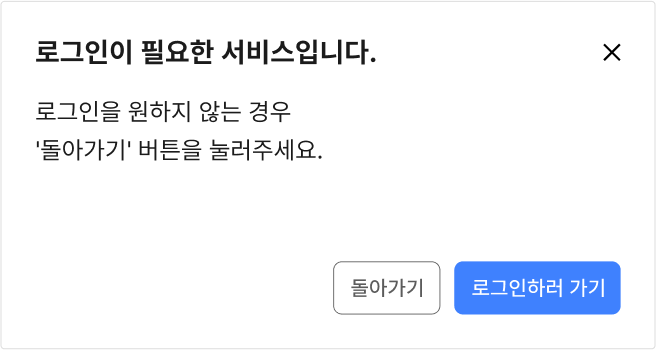 로그인이 필요한 서비스입니다.
로그인을 원하지 않는 경우
'돌아가기' 버튼을 눌러주세요.
돌아가기
로그인하러 가기